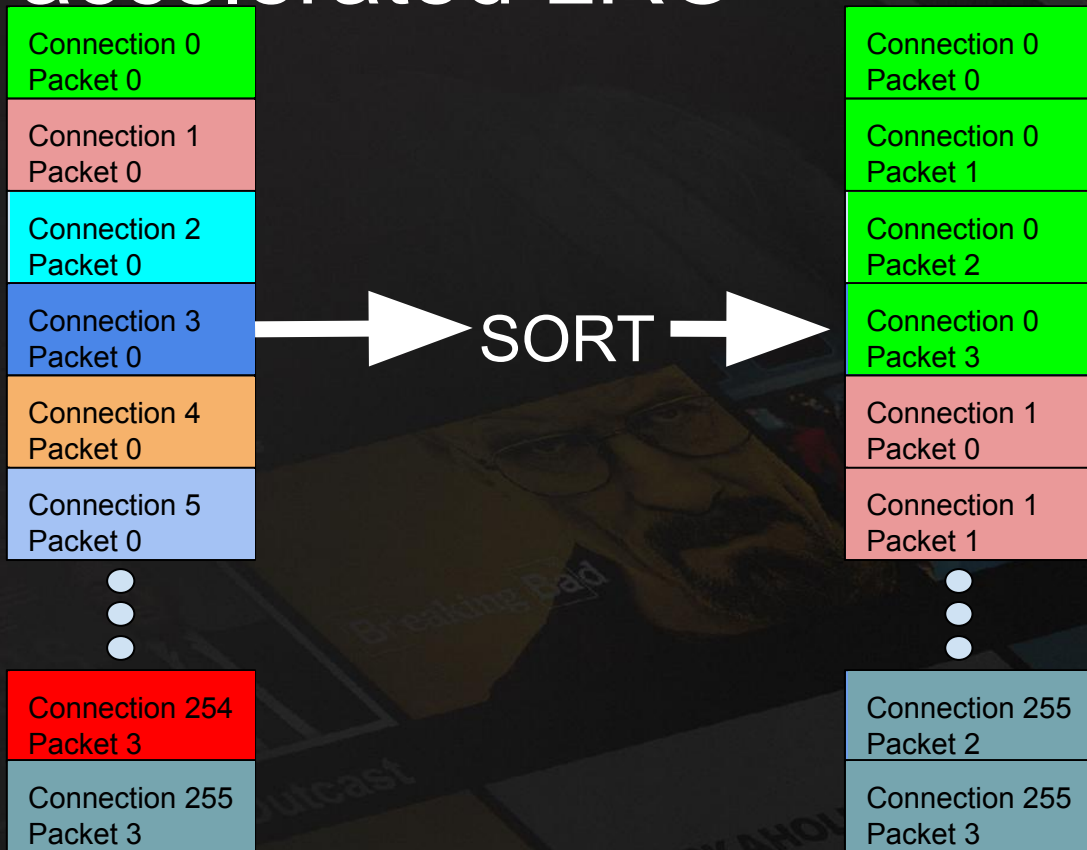 accelerated LRO
Connection 0
Packet 0
Connection 1
Packet 0
Connection 2
Packet 0
Connection 3
Packet 0
Connection 4
Packet 0
Connection 5
Packet 0
Connection 254
Packet 3
Connection 255
Packet 3
SORT
Connection 0
Packet 0
Connection 0
Packet 1
Connection 0
Packet 2
Connection 0
Packet 3
Connection 1
Packet 0
Connection 1
Packet 1
Connection 255
Packet 2
Connection 255
Packet 3
Breaking Bad
outcast